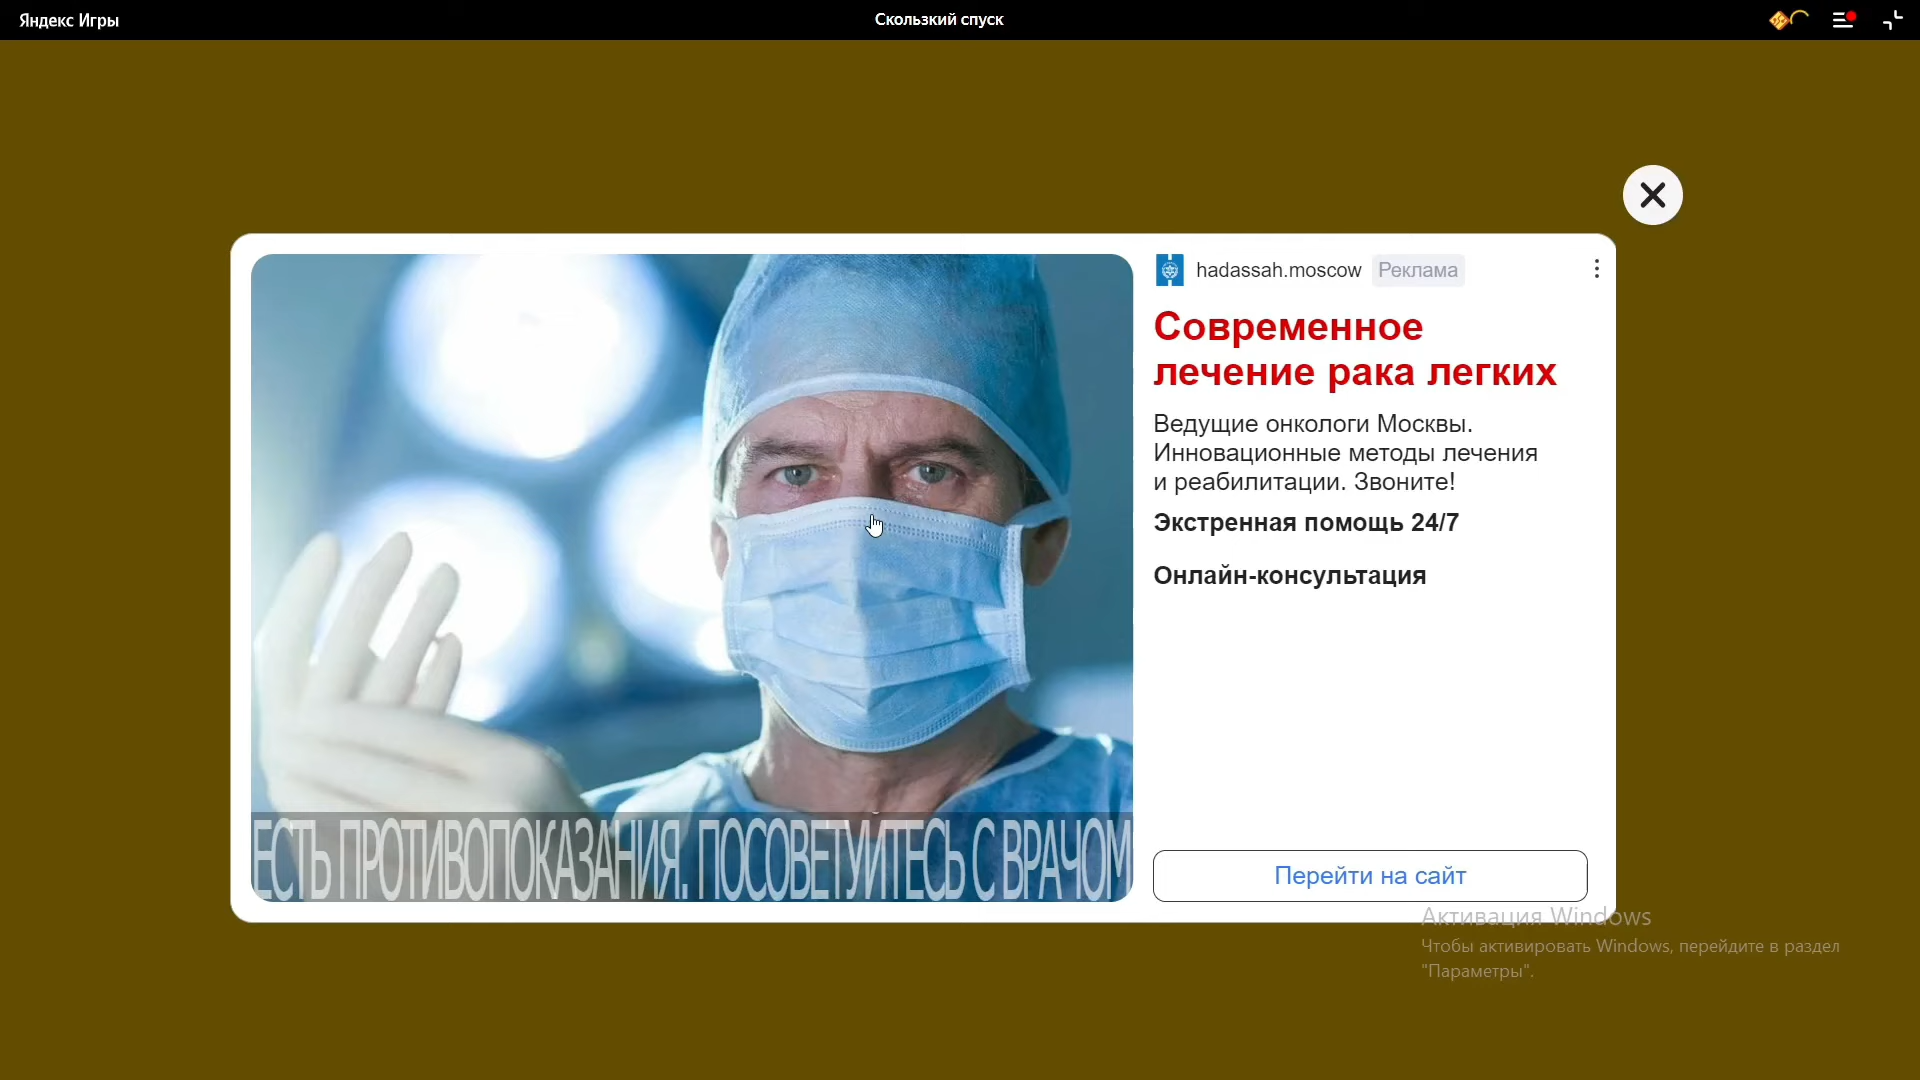 Яндекс Игры
Скользкий спуск
hadassah.moscow Реклама
Современное
лечение рака легких
Ведущие онкологи Москвы.
Инновационные методы лечения
и реабилитации. Звоните!
Экстренная помощь 24/7
Онлайн-консультация
ЕСТЬ ПРОТИВОПОКАЗАНИЯ. ПОСОВЕТУЙТЕСЬ С ВРАЧОМ
Перейти на сайт
Активация Windows
Чтобы активировать Windows, перейдите в раздел
"Параметры".